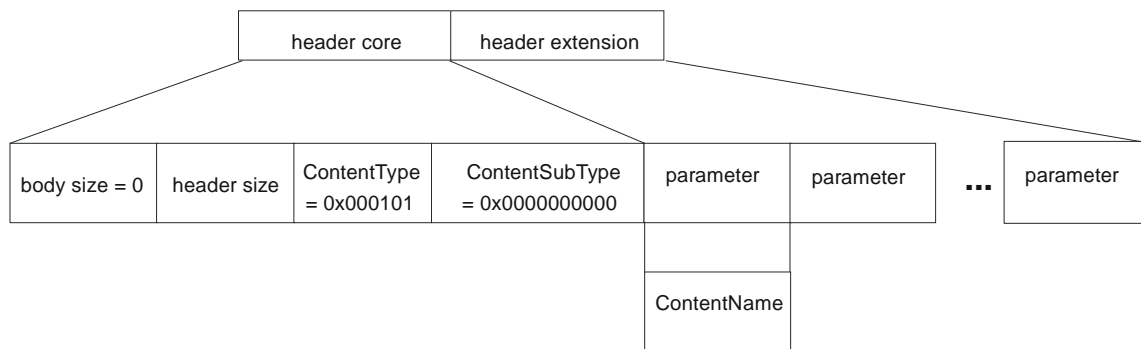 header core
header extension
body size = 0
header size
ContentType
= 0x000101
ContentSubType
= 0x0000000000
parameter
parameter
...
parameter
ContentName